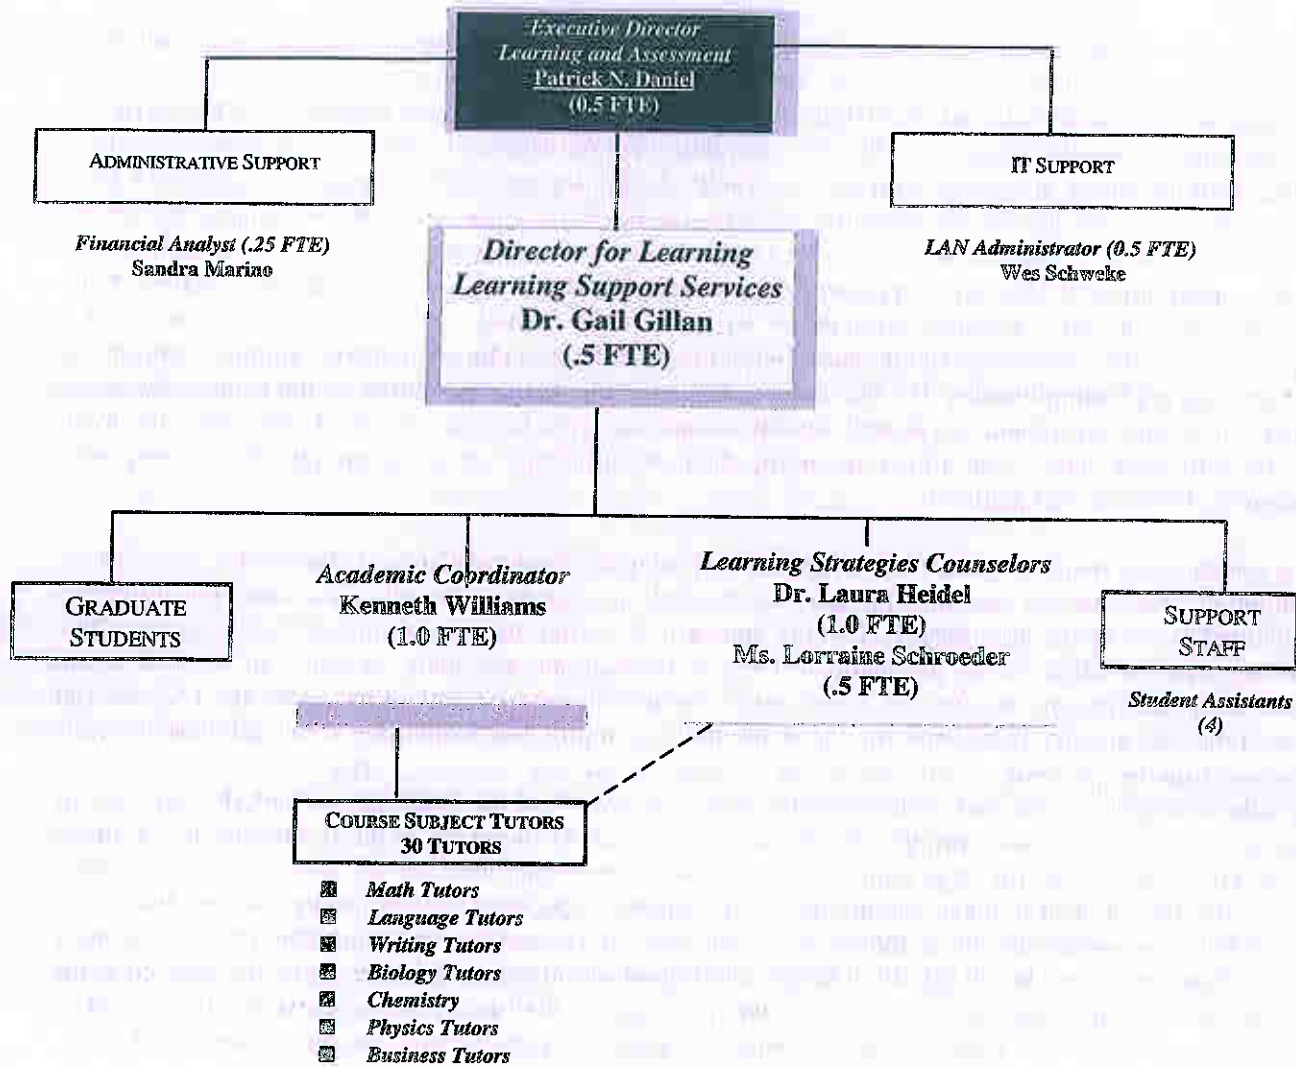 Executive Director
Learning and Assessment
Patrick N. Daniel
(0.5 FTE)
ADMINISTRATIVE SUPPORT
IT SUPPORT
Financial Analyst (.25 FTE)
Sandra Marino
LAN Administrator (0.5 FTE)
Wes Schweke
Director for Learning
Learning Support Services
Dr. Gail Gillan
(.5 FTE)
GRADUATE
STUDENTS
Academic Coordinator
Kenneth Williams
(1.0 FTE)
Learning Strategies Counselors
Dr. Laura Heidel
(1.0 FTE)
Ms. Lorraine Schroeder
(.5 FTE)
SUPPORT
STAFF
Student Assistants
(4)
COURSE SUBJECT TUTORS
30 TUTORS
Math Tutors
Language Tutors
Writing Tutors
Biology Tutors
Chemistry
Physics Tutors
Business Tutors